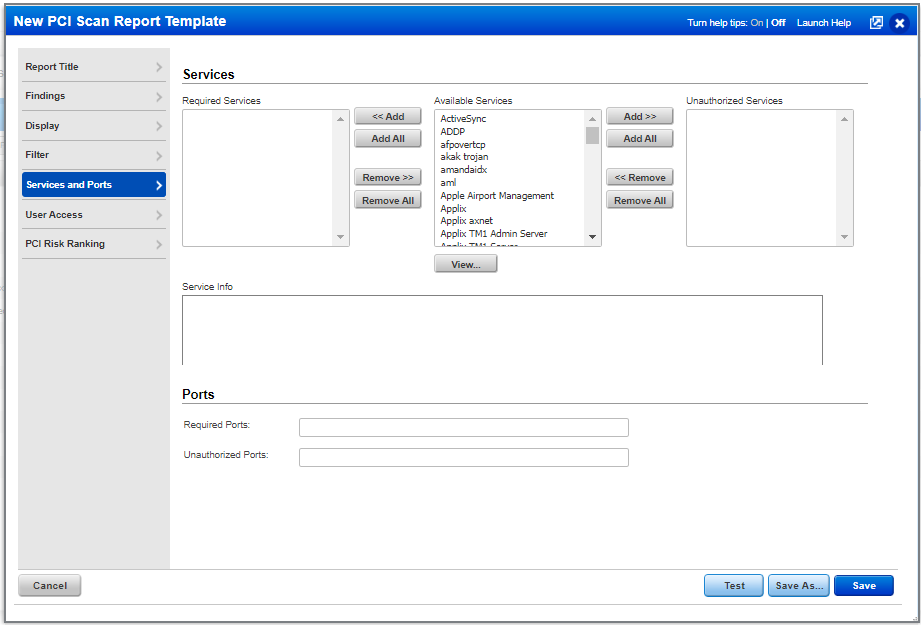 New PCI Scan Report Template
Turn help tips: On | Off Launch Help
Report Title
Findings
Display
Filter
Services and Ports
User Access
PCI Risk Ranking
Services
Required Services
Available Services
Unauthorized Services
<< Add
Add All
Remove >>
Remove All
ActiveSync
ADDP
afpovertcp
akak trojan
amandaidx
aml
Apple Airport Management
Applix
Applix axnet
Applix TM1 Admin Server
Applix TM1 Server
Add >>
Add All
<< Remove
Remove All
View...
Service Info
Ports
Required Ports:
Unauthorized Ports:
Cancel
Test
Save As...
Save